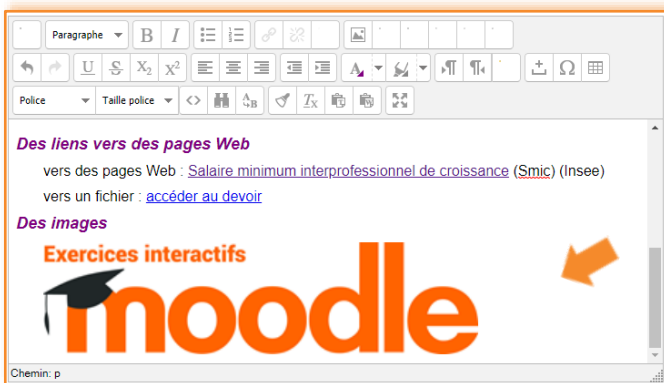 Paragraphe
Police
Taille police
Des liens vers des pages Web
vers des pages Web : Salaire minimum interprofessionnel de croissance (Smic) (Insee)
vers un fichier : accéder au devoir
Des images
Exercices interactifs
moodle
Chemin: p